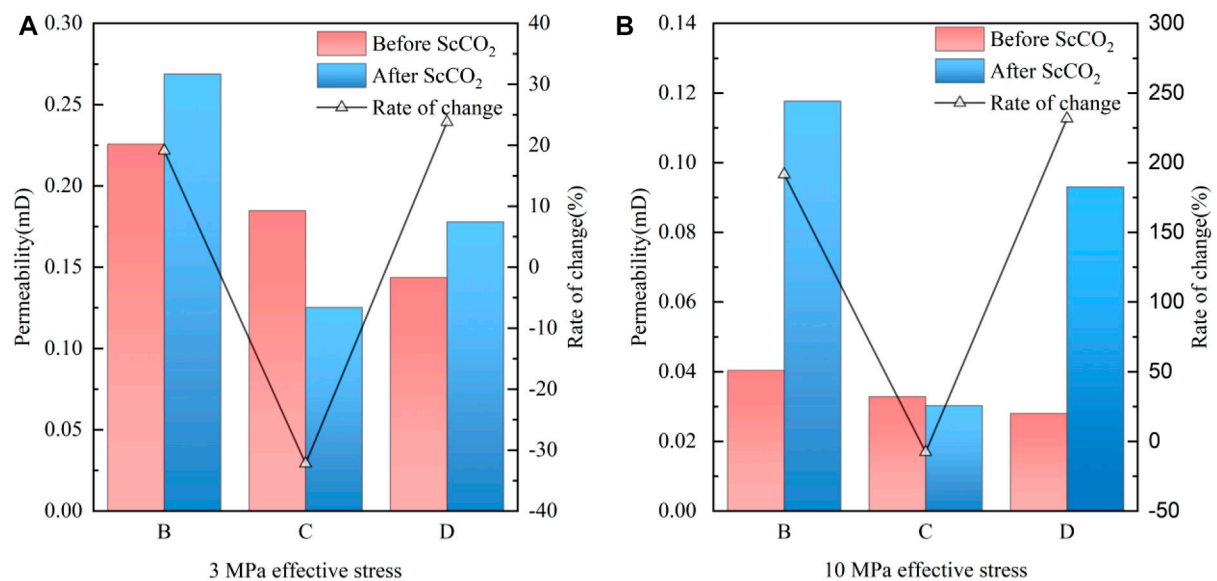 A
Before ScCO₂
After ScCO₂
Rate of change
0.30
0.25
0.20
0.15
0.10
0.05
0.00
Permeability(mD)
40
30
20
10
0
-10
-20
-30
-40
Rate of change(%)
B
C
D
3 MPa effective stress
B
Before ScCO₂
After ScCO₂
Rate of change
0.14
0.12
0.10
0.08
0.06
0.04
0.02
0.00
Permeability(mD)
300
250
200
150
100
50
0
-50
Rate of change(%)
B
C
D
10 MPa effective stress